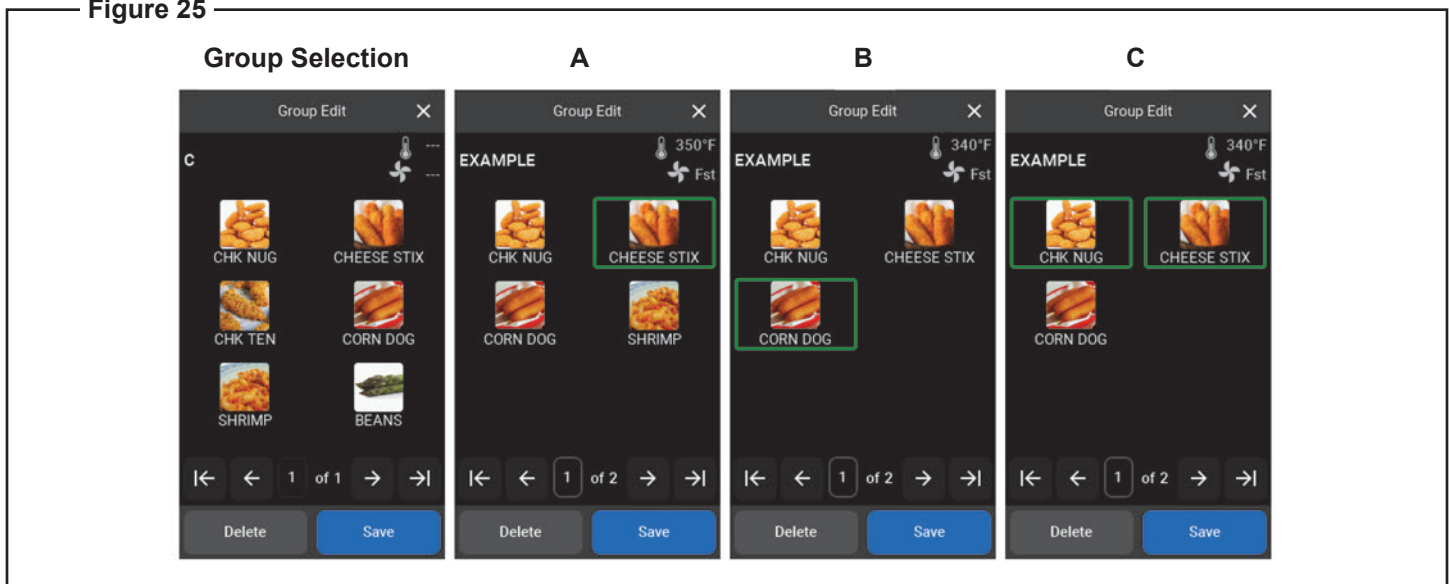 Figure 25
Group Selection
A
B
C
Group Edit
C
---
---
CHK NUG
CHEESE STIX
CHK TEN
CORN DOG
SHRIMP
BEANS
1 of 1
Delete
Save
Group Edit
EXAMPLE
350°F
Fst
CHK NUG
CHEESE STIX
CORN DOG
SHRIMP
1 of 2
Delete
Save
Group Edit
EXAMPLE
340°F
Fst
CHK NUG
CHEESE STIX
CORN DOG
1 of 2
Delete
Save
Group Edit
EXAMPLE
340°F
Fst
CHK NUG
CHEESE STIX
CORN DOG
1 of 2
Delete
Save